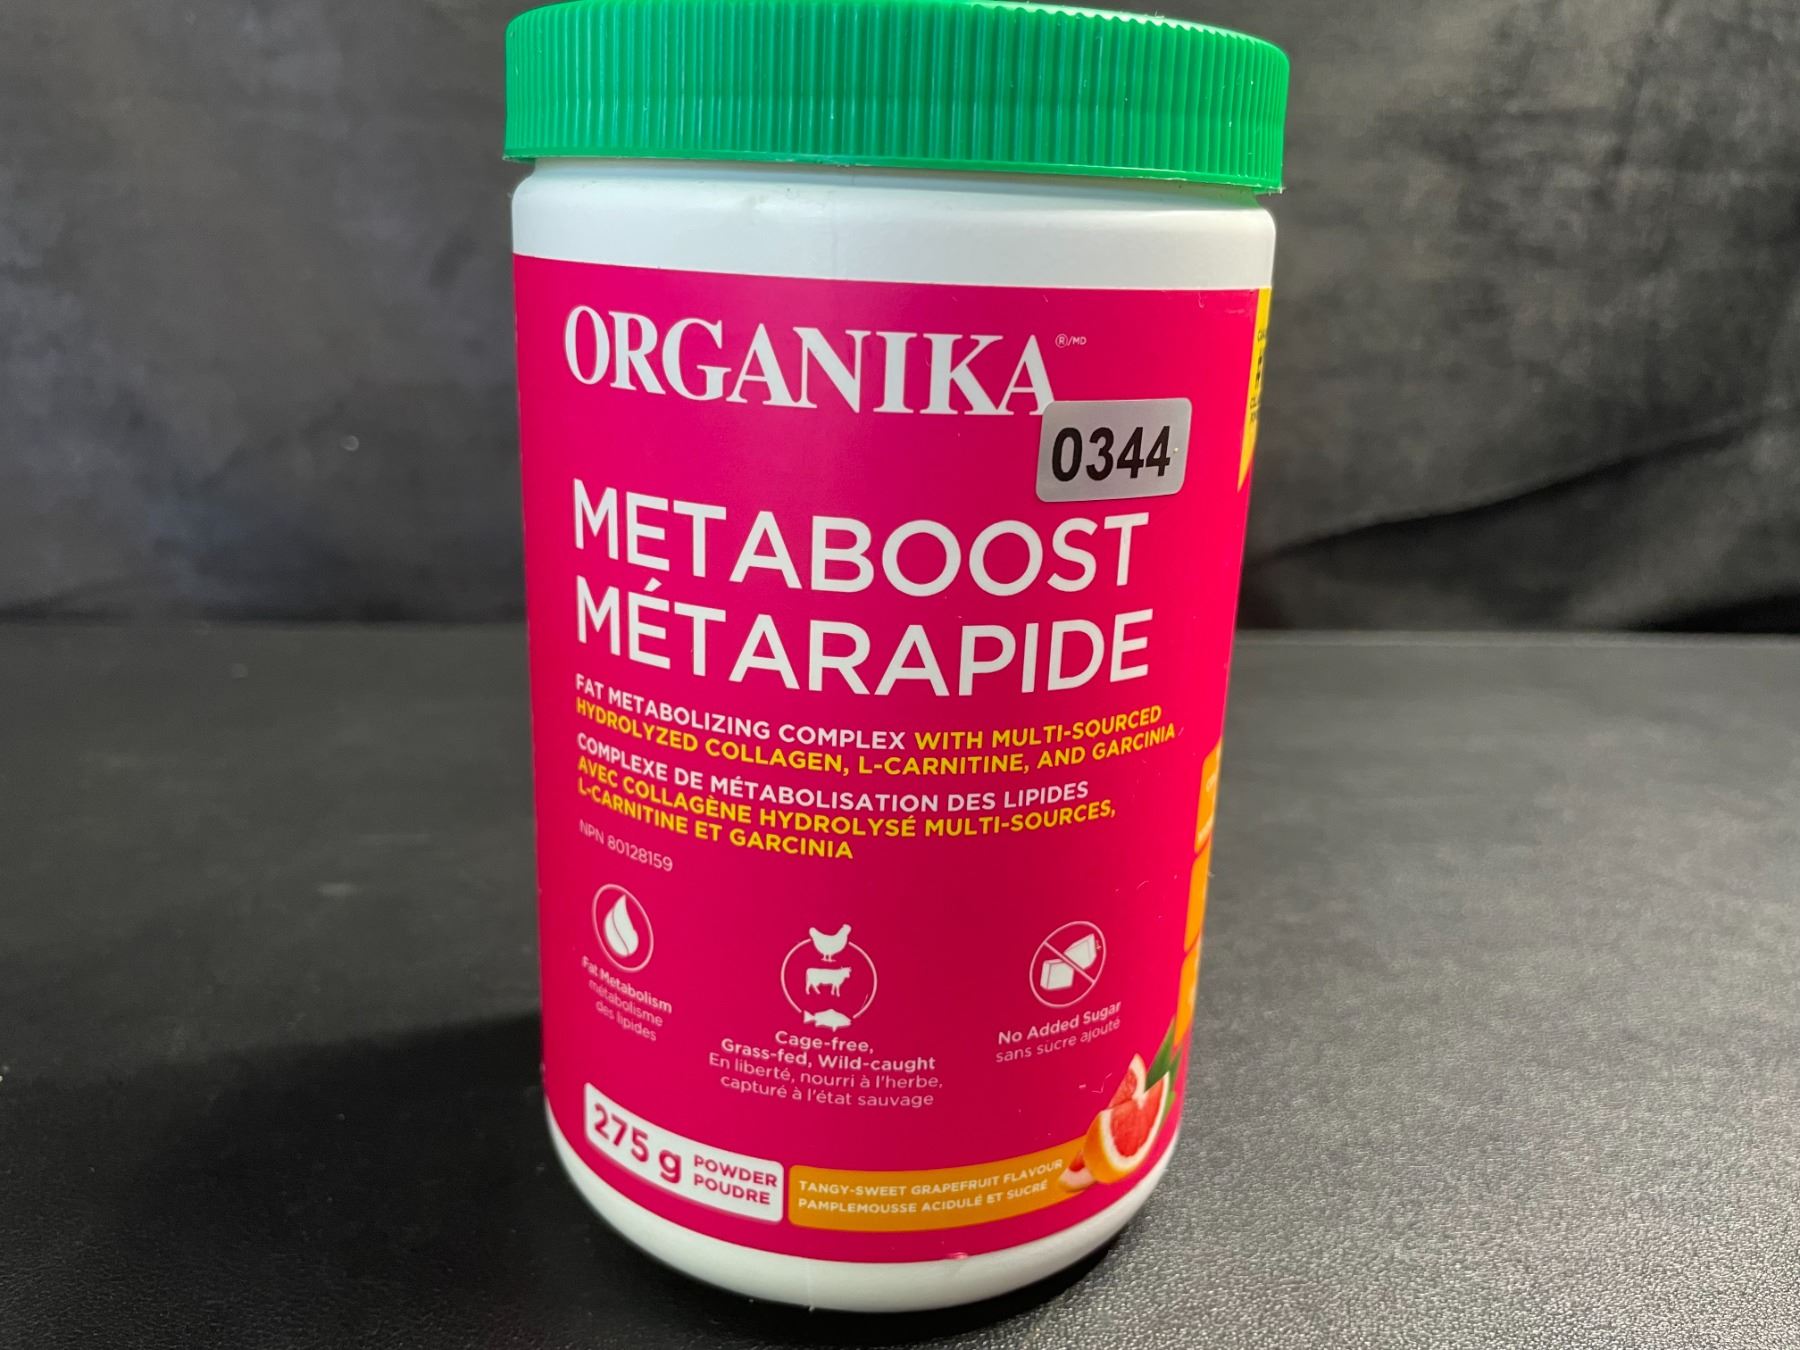 ORGANIKA ®/MD
0344
METABOOST
MÉTARAPIDE
FAT METABOLIZING COMPLEX WITH MULTI-SOURCED
HYDROLYZED COLLAGEN, L-CARNITINE, AND GARCINIA
COMPLEXE DE MÉTABOLISATION DES LIPIDES
AVEC COLLAGÈNE HYDROLYSÉ MULTI-SOURCES,
L-CARNITINE ET GARCINIA
NPN 80128159
Fat Metabolism
métabolisme
des lipides
Cage-free,
Grass-fed, Wild-caught
En liberté, nourri à l'herbe,
capturé à l'état sauvage
No Added Sugar
sans sucre ajouté
275 g POWDER
POUDRE
TANGY-SWEET GRAPEFRUIT FLAVOUR
PAMPLEMOUSSE ACIDULÉ ET SUCRÉ